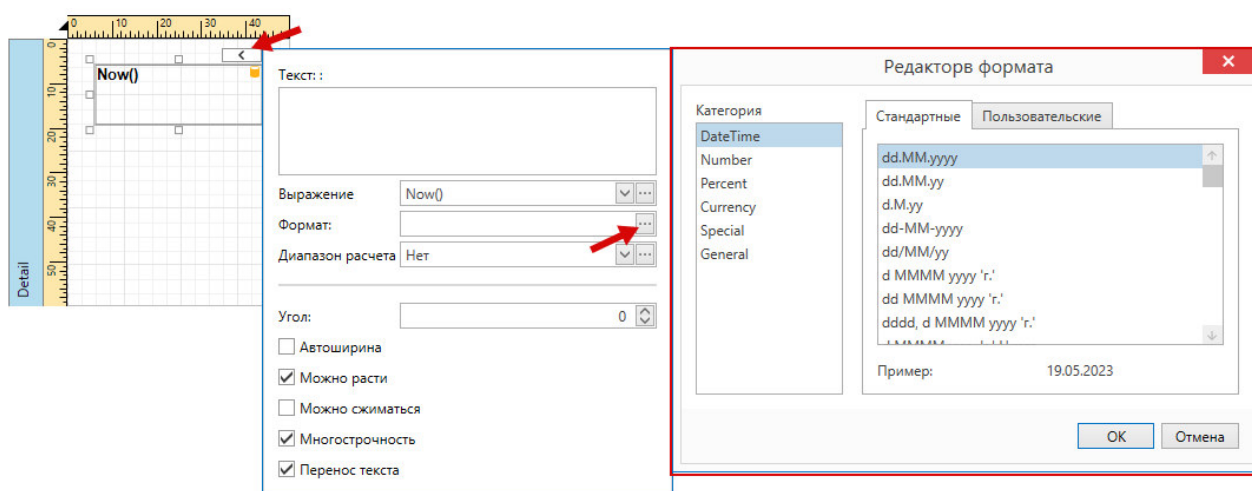 0 10 20 30 40
<
0
10
20
30
40
50
Detail
Now()
Текст: :
Выражение Now() ...
Формат: ...
Диапазон расчета Нет ...
Угол: 0
Автоширина
Можно расти
Можно сжиматься
Многострочность
Перенос текста
Редакторв формата
Категория
DateTime
Number
Percent
Currency
Special
General
Стандартные Пользовательские
dd.MM.yyyy
dd.MM.yy
d.M.yy
dd-MM-yyyy
dd/MM/yy
d MMMM yyyy 'г.'
dd MMMM yyyy 'г.'
dddd, d MMMM yyyy 'г.'
Пример: 19.05.2023
OK Отмена